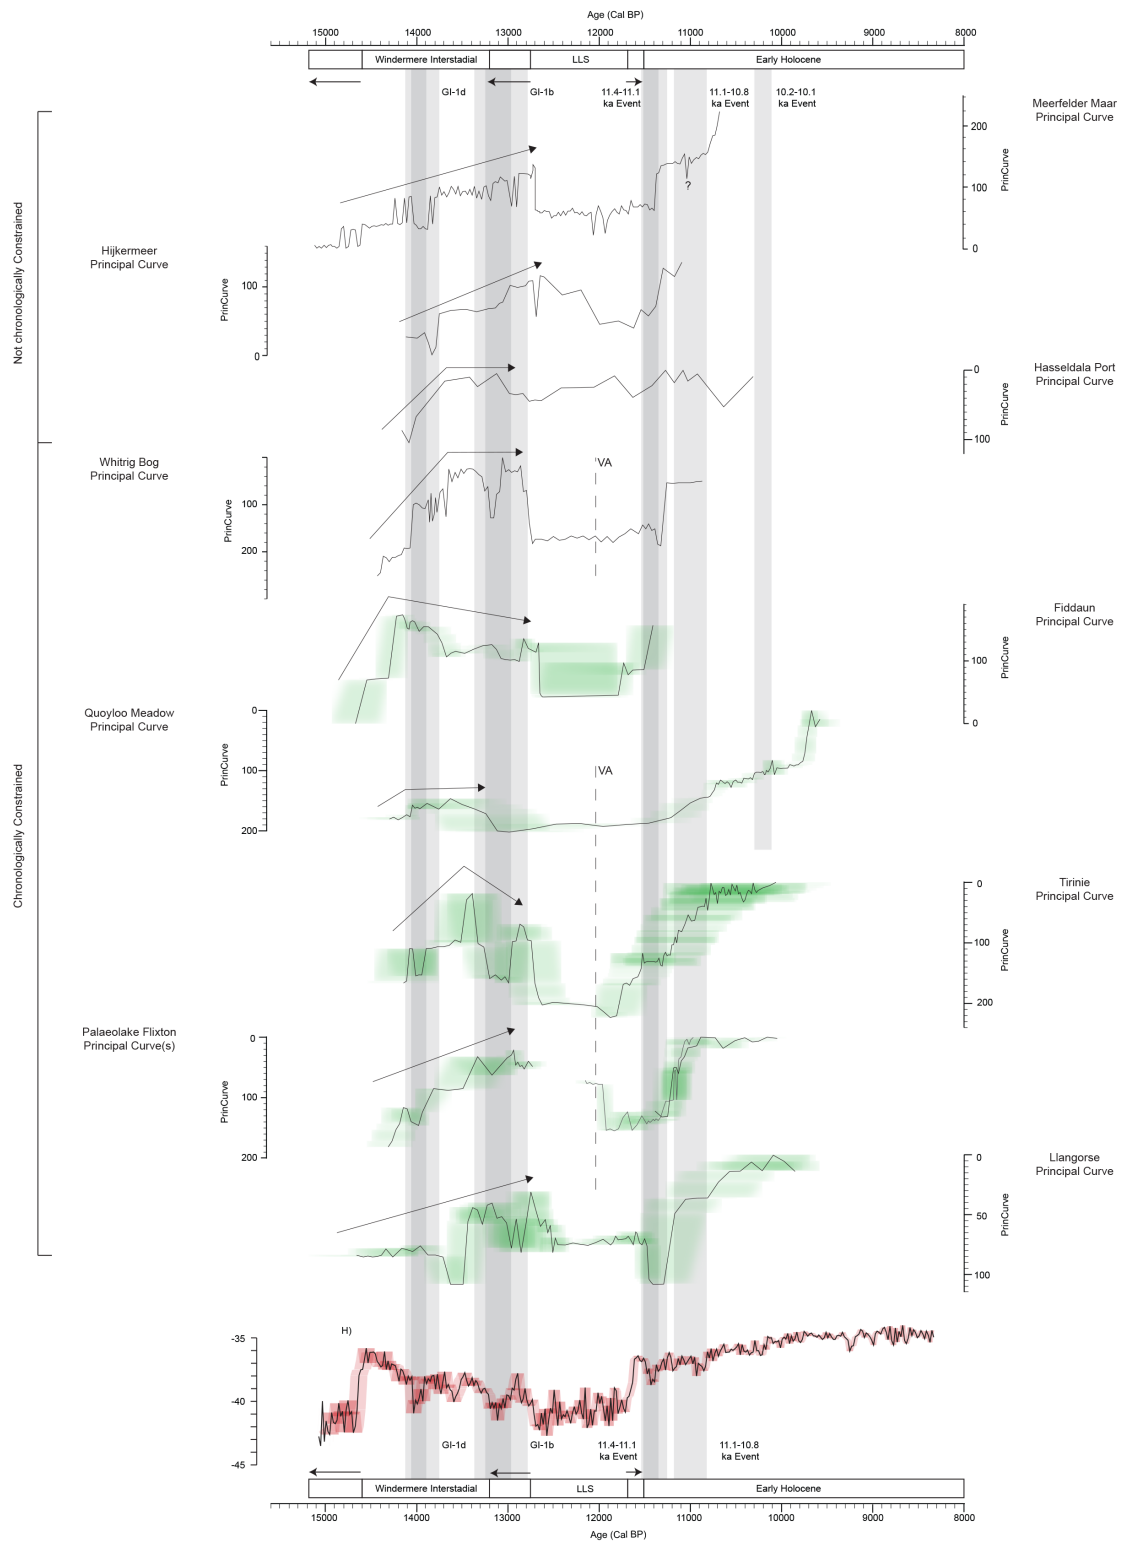 Age (Cal BP)
15000 14000 13000 12000 11000 10000 9000 8000
Windermere Interstadial LLS Early Holocene
GI-1d GI-1b 11.4-11.1 11.1-10.8 10.2-10.1
ka Event ka Event ka Event
Meerfelder Maar
Principal Curve
200
100
0
PrinCurve
?
Not chronologically Constrained
Hijkermeer
Principal Curve
PrinCurve
100
0
Hasseldala Port
Principal Curve
0
100
PrinCurve
Whitrig Bog
Principal Curve
PrinCurve
100
200
VA
Chronologically Constrained
Fiddaun
Principal Curve
100
0
PrinCurve
Quoyloo Meadow
Principal Curve
PrinCurve
0
100
200
VA
Tirinie
Principal Curve
0
100
200
PrinCurve
Palaeolake Flixton
Principal Curve(s)
PrinCurve
0
100
200
Llangorse
Principal Curve
0
50
100
PrinCurve
H)
-35
-40
-45
GI-1d GI-1b 11.4-11.1 11.1-10.8
ka Event ka Event
Windermere Interstadial LLS Early Holocene
15000 14000 13000 12000 11000 10000 9000 8000
Age (Cal BP)